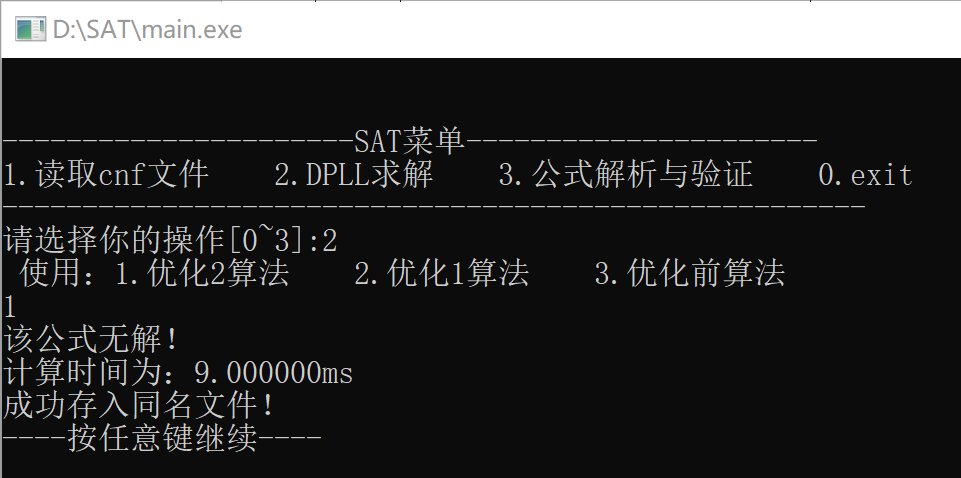 D:\SAT\main.exe
----------------------SAT菜单----------------------
1.读取cnf文件    2.DPLL求解    3.公式解析与验证    0.exit
------------------------------------------------------
请选择你的操作[0~3]:2
 使用：1.优化2算法    2.优化1算法    3.优化前算法
1
该公式无解！
计算时间为：9.000000ms
成功存入同名文件！
----按任意键继续----